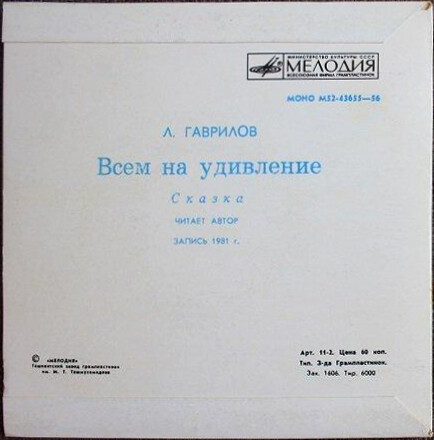 МИНИСТЕРСТВО КУЛЬТУРЫ СССР
МЕЛОДИЯ
ВСЕСОЮЗНАЯ ФИРМА ГРАМПЛАСТИНОК
МОНО М52-43655—56
Л. ГАВРИЛОВ
Всем на удивление
Сказка
ЧИТАЕТ АВТОР
ЗАПИСЬ 1981 г.
© «МЕЛОДИЯ»
Ташкентский завод грампластинок
им. М. Т. Ташмухамедова
Арт. 11-2. Цена 60 коп.
Тип. З-да Грампластинок.
Зак. 1606. Тир. 6000